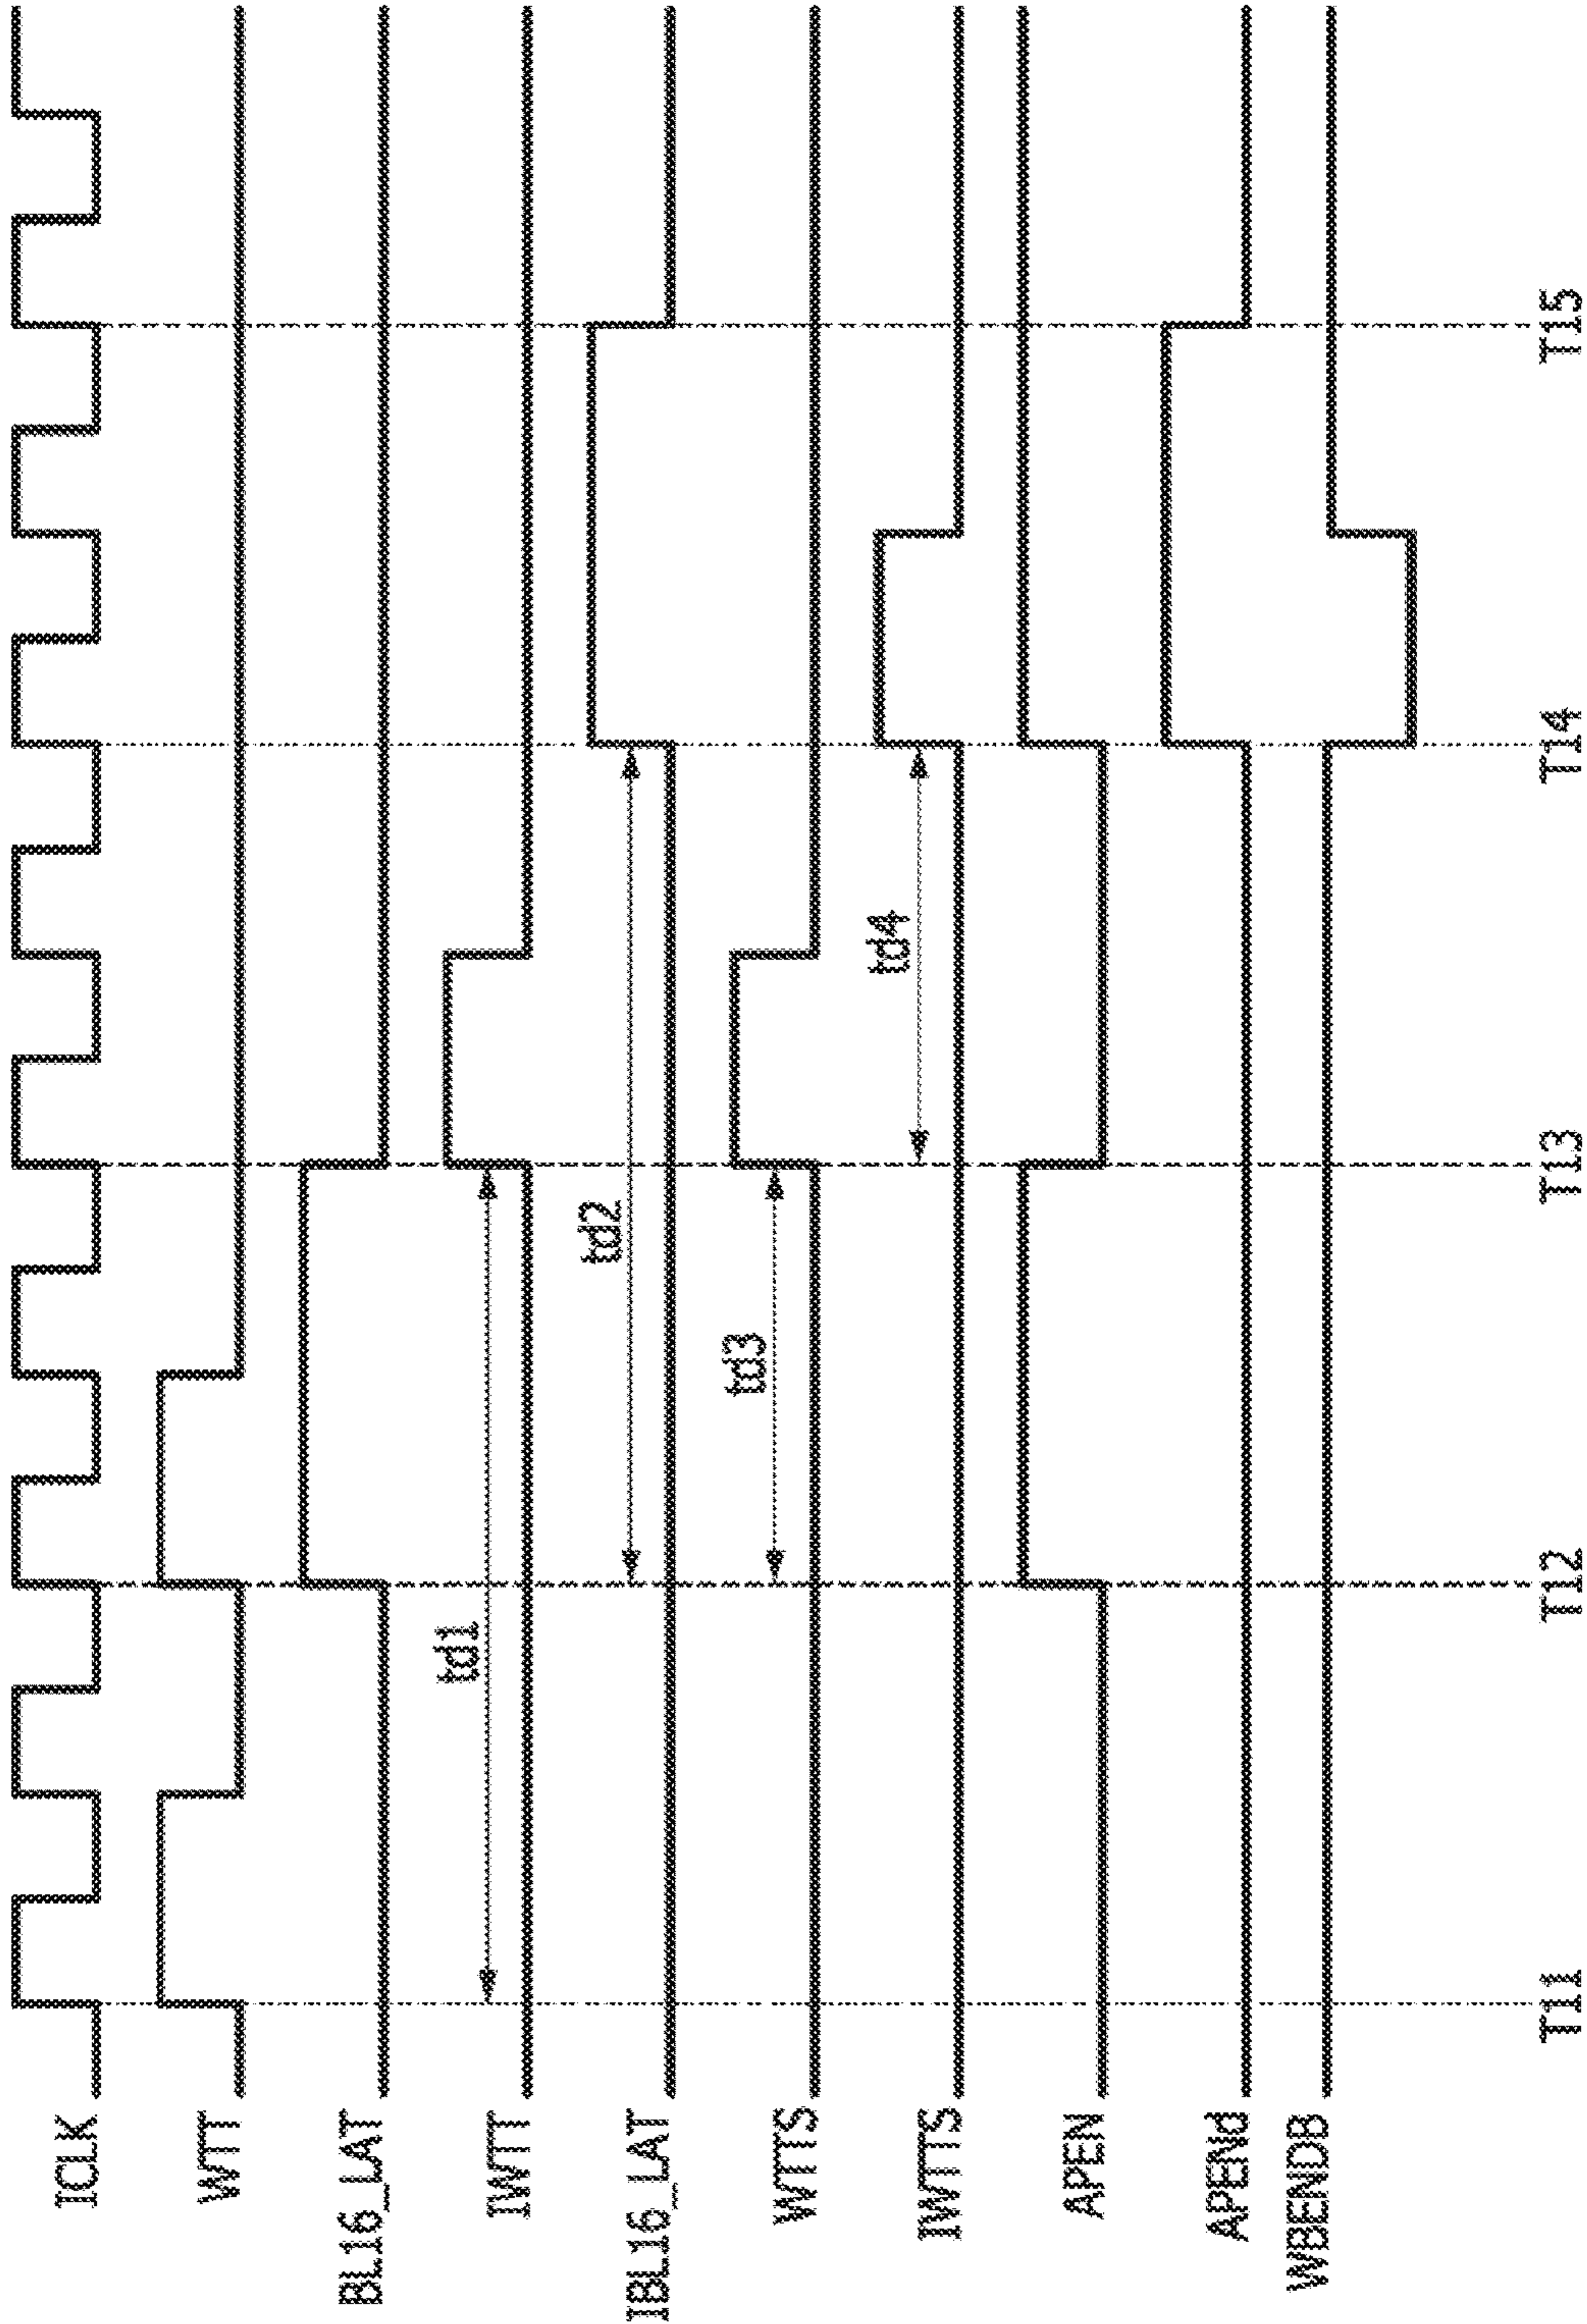 ICLK
WTT
BL16_LAT
IWTT
td1
IBL16_LAT
td2
WTTS
td3
IWTTS
td4
APEN
APENd
WBENDB
T11
T12
T13
T14
T15